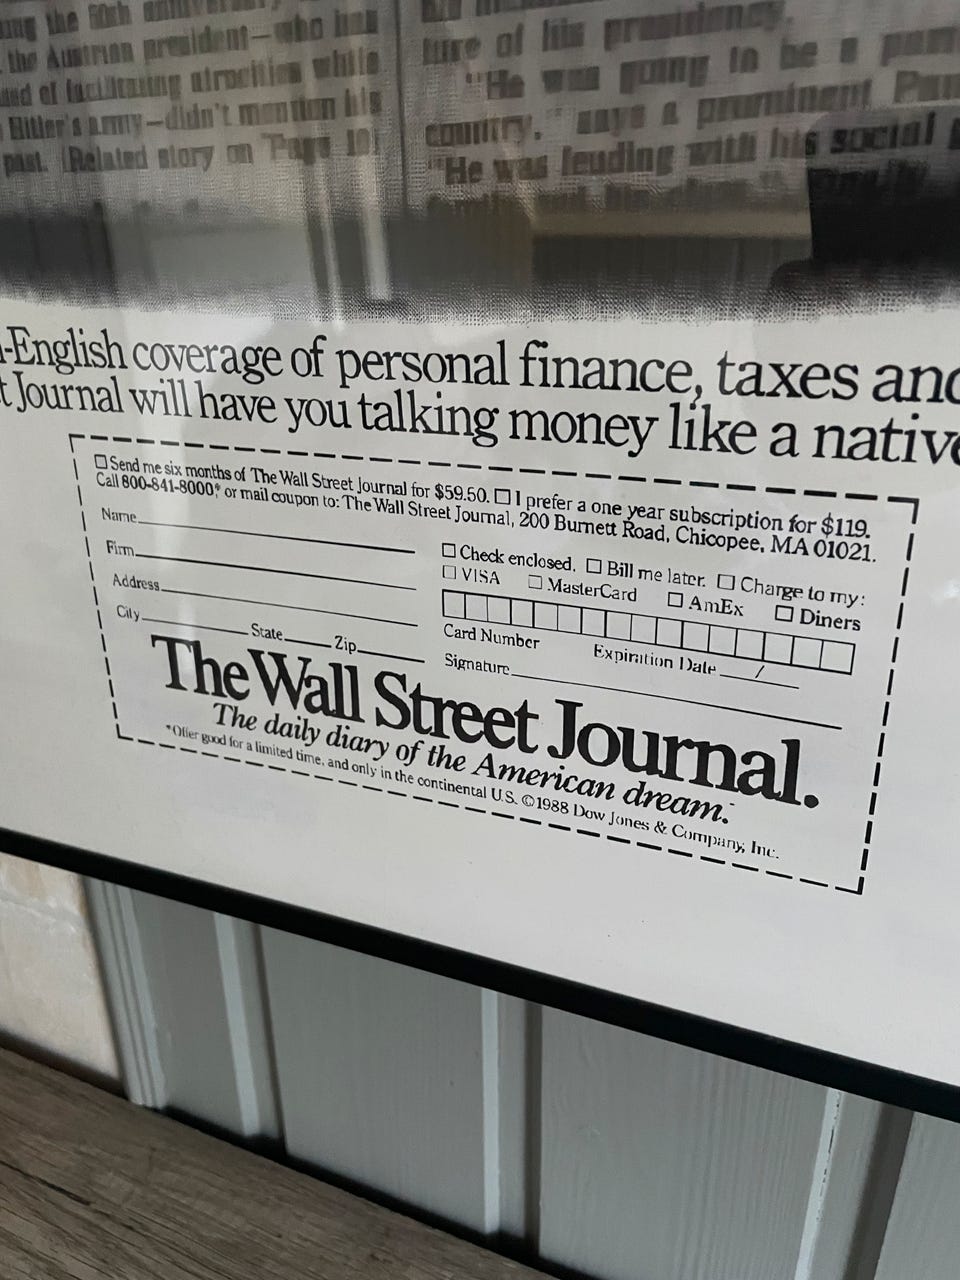 the Austrian president—who has
and of facilitating atrocities while
Hitler's army—didn't mention his
past. (Related story on Page 10)
ture of his presidency.
"He was going to be a
country," says a prominent
"He was leading with his social
-English coverage of personal finance, taxes and
t Journal will have you talking money like a native
☐ Send me six months of The Wall Street Journal for $59.50. ☐ I prefer a one year subscription for $119.
Call 800-841-8000,* or mail coupon to: The Wall Street Journal, 200 Burnett Road, Chicopee, MA 01021.
Name
Firm
Address
City State Zip
☐ Check enclosed. ☐ Bill me later. ☐ Charge to my:
☐ VISA ☐ MasterCard ☐ AmEx ☐ Diners
Card Number Expiration Date /
Signature
The Wall Street Journal.
The daily diary of the American dream.
*Offer good for a limited time, and only in the continental U.S. ©1988 Dow Jones & Company, Inc.